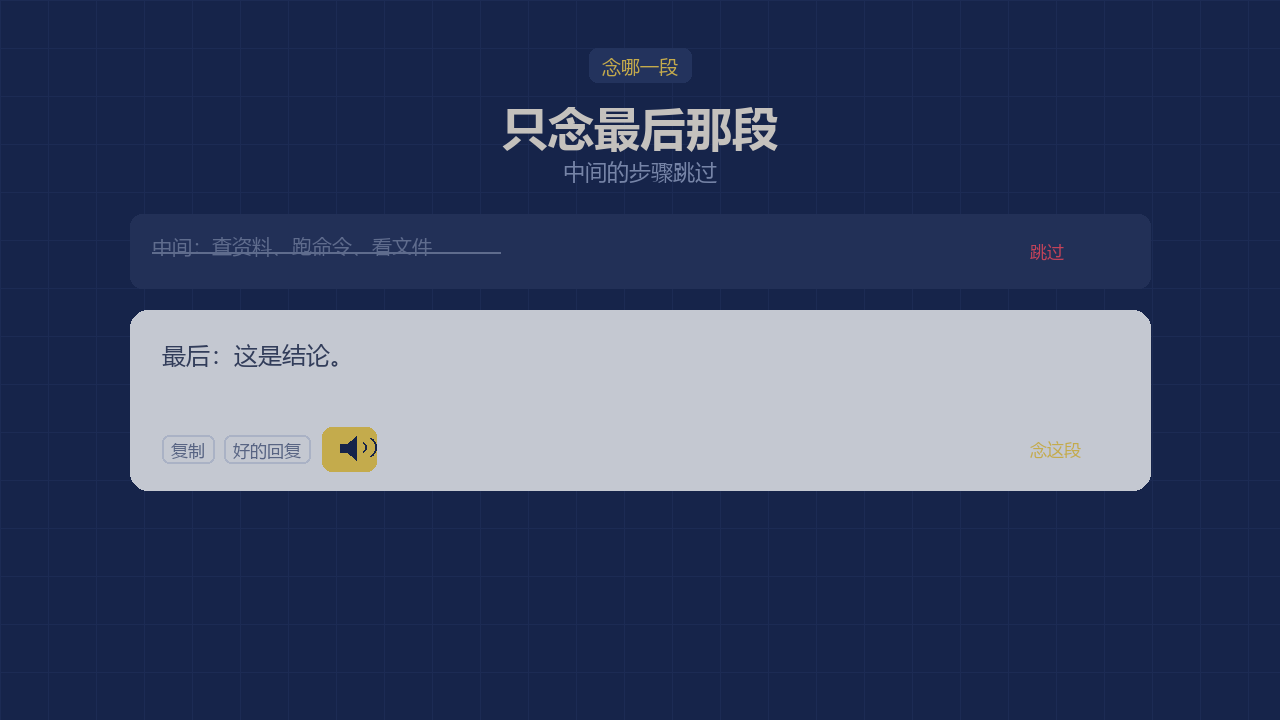 念哪一段
只念最后那段
中间的步骤跳过
中间：查资料、跑命令、看文件
跳过
最后：这是结论。
复制
好的回复
念这段